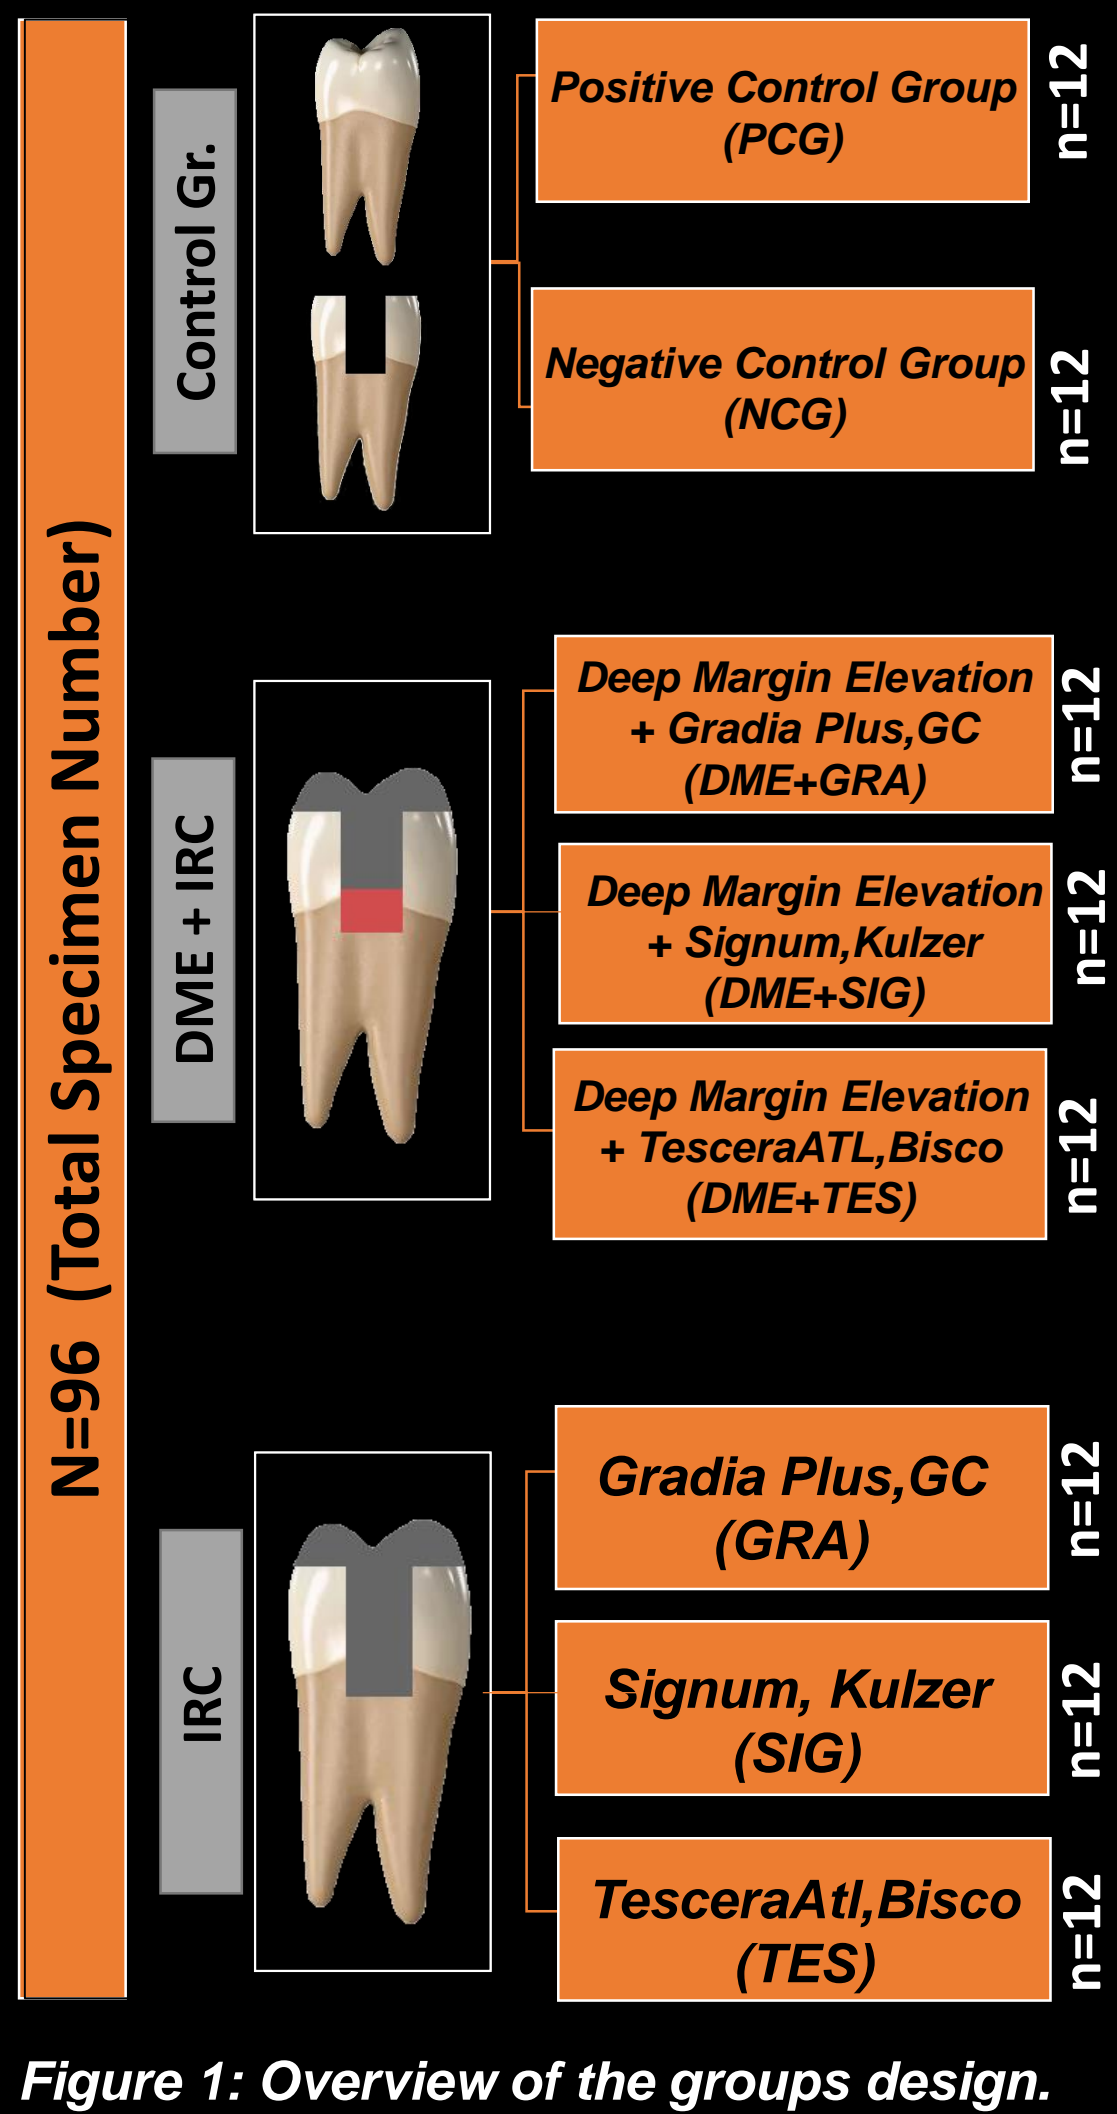 N=96 (Total Specimen Number)
Control Gr.
Positive Control Group
(PCG)
n=12
Negative Control Group
(NCG)
n=12
DME + IRC
Deep Margin Elevation
+ Gradia Plus,GC
(DME+GRA)
n=12
Deep Margin Elevation
+ Signum,Kulzer
(DME+SIG)
n=12
Deep Margin Elevation
+ TesceraATL,Bisco
(DME+TES)
n=12
IRC
Gradia Plus,GC
(GRA)
n=12
Signum, Kulzer
(SIG)
n=12
TesceraAtl,Bisco
(TES)
n=12
Figure 1: Overview of the groups design.